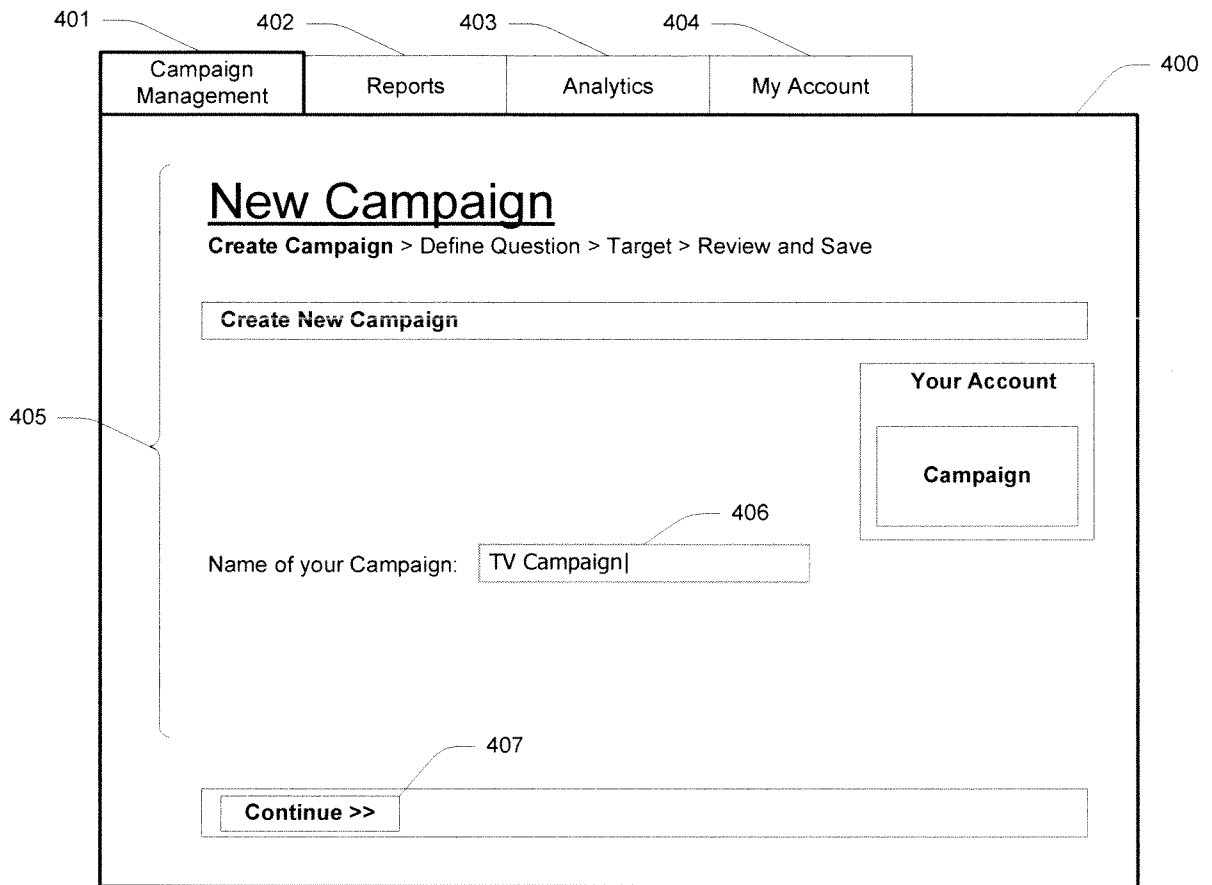 401
402
403
404
400
Campaign
Management
Reports
Analytics
My Account
New Campaign
Create Campaign > Define Question > Target > Review and Save
Create New Campaign
Your Account
Campaign
405
406
Name of your Campaign:
TV Campaign|
407
Continue >>